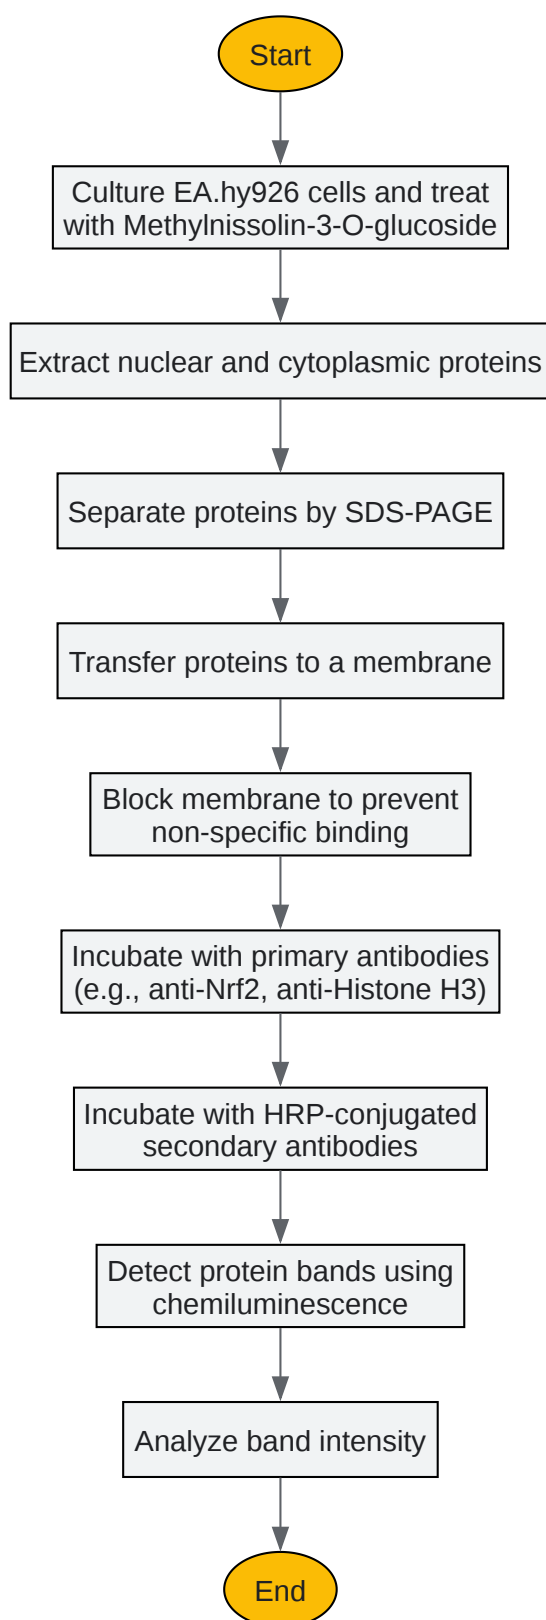 Start
Culture EA.hy926 cells and treat
with Methylnissolin-3-O-glucoside
Extract nuclear and cytoplasmic proteins
Separate proteins by SDS-PAGE
Transfer proteins to a membrane
Block membrane to prevent
non-specific binding
Incubate with primary antibodies
(e.g., anti-Nrf2, anti-Histone H3)
Incubate with HRP-conjugated
secondary antibodies
Detect protein bands using
chemiluminescence
Analyze band intensity
End